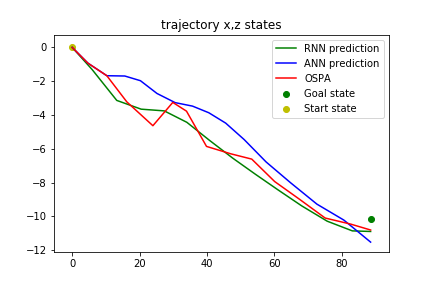 trajectory x,z states
RNN prediction
ANN prediction
OSPA
Goal state
Start state
0
−2
−4
−6
−8
−10
−12
0 20 40 60 80